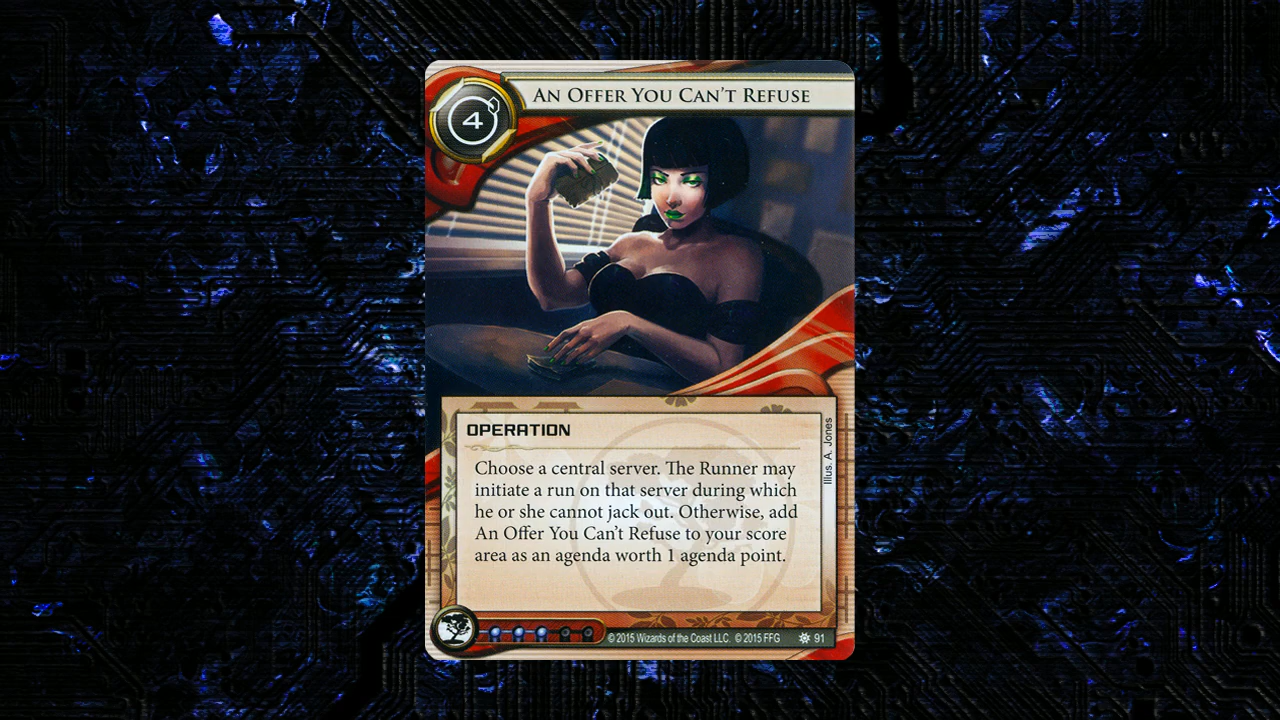 4
AN OFFER YOU CAN'T REFUSE
OPERATION
Illus. A. Jones
Choose a central server. The Runner may
initiate a run on that server during which
he or she cannot jack out. Otherwise, add
An Offer You Can't Refuse to your score
area as an agenda worth 1 agenda point.
© 2015 Wizards of the Coast LLC. © 2015 FFG 91